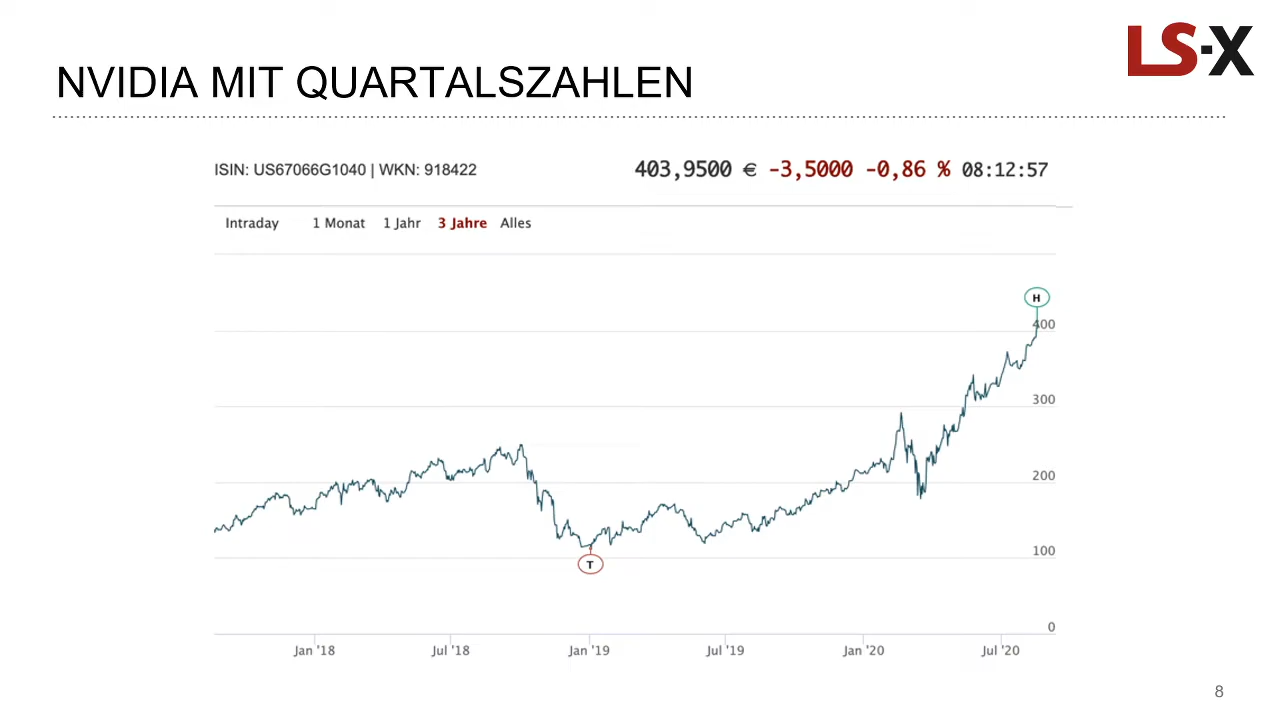 LS-X
NVIDIA MIT QUARTALSZAHLEN
ISIN: US67066G1040 | WKN: 918422
403,9500 € -3,5000 -0,86 % 08:12:57
Intraday 1 Monat 1 Jahr 3 Jahre Alles
H
400
300
200
100
T
0
Jan '18 Jul '18 Jan '19 Jul '19 Jan '20 Jul '20
8